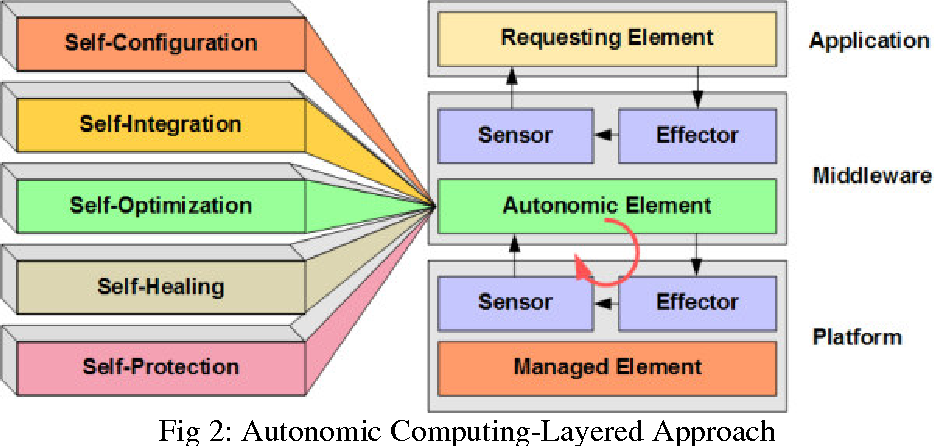 Self-Configuration
Self-Integration
Self-Optimization
Self-Healing
Self-Protection
Requesting Element
Application
Sensor
Effector
Middleware
Autonomic Element
Sensor
Effector
Platform
Managed Element
Fig 2: Autonomic Computing-Layered Approach